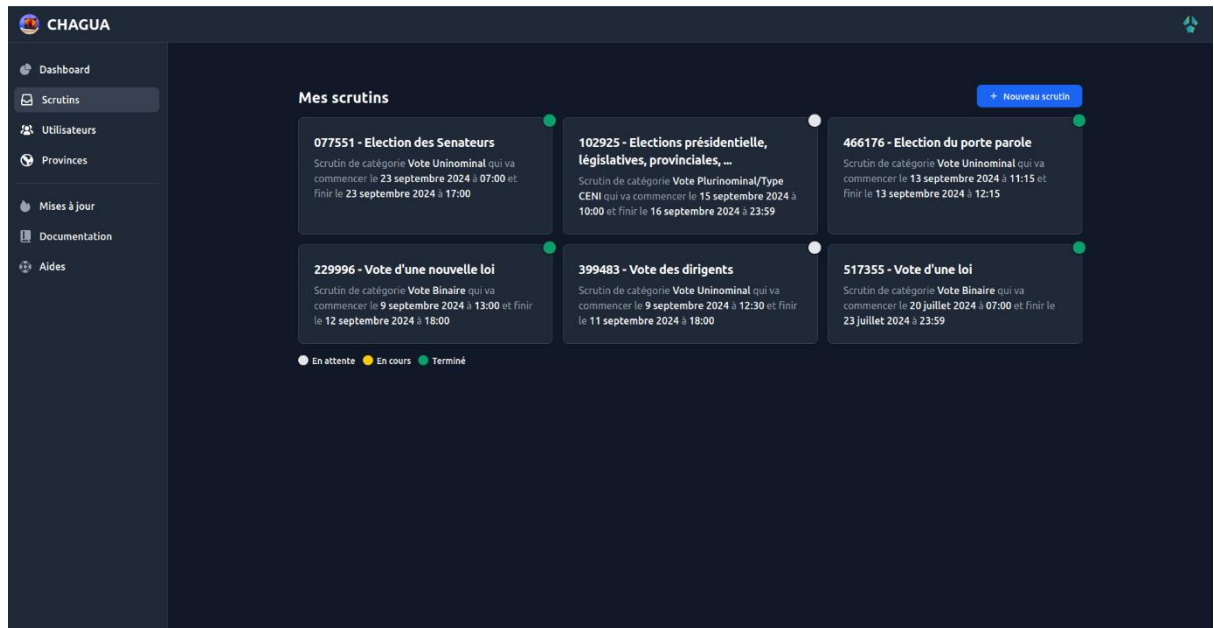 CHAGUA
Dashboard
Scrutins
Utilisateurs
Provinces
Mises à jour
Documentation
Aides
Mes scrutins
+ Nouveau scrutin
077551 - Election des Senateurs
Scrutin de catégorie Vote Uninominal qui va
commencer le 23 septembre 2024 à 07:00 et
finir le 23 septembre 2024 à 17:00
102925 - Elections présidentielle,
législatives, provinciales, ...
Scrutin de catégorie Vote Plurinominal/Type
CENI qui va commencer le 15 septembre 2024 à
10:00 et finir le 16 septembre 2024 à 23:59
466176 - Election du porte parole
Scrutin de catégorie Vote Uninominal qui va
commencer le 13 septembre 2024 à 11:15 et
finir le 13 septembre 2024 à 12:15
229996 - Vote d'une nouvelle loi
Scrutin de catégorie Vote Binaire qui va
commencer le 9 septembre 2024 à 13:00 et finir
le 12 septembre 2024 à 18:00
399483 - Vote des dirigents
Scrutin de catégorie Vote Uninominal qui va
commencer le 9 septembre 2024 à 12:30 et finir
le 11 septembre 2024 à 18:00
517355 - Vote d'une loi
Scrutin de catégorie Vote Binaire qui va
commencer le 20 juillet 2024 à 07:00 et finir le
23 juillet 2024 à 23:59
En attente En cours Terminé